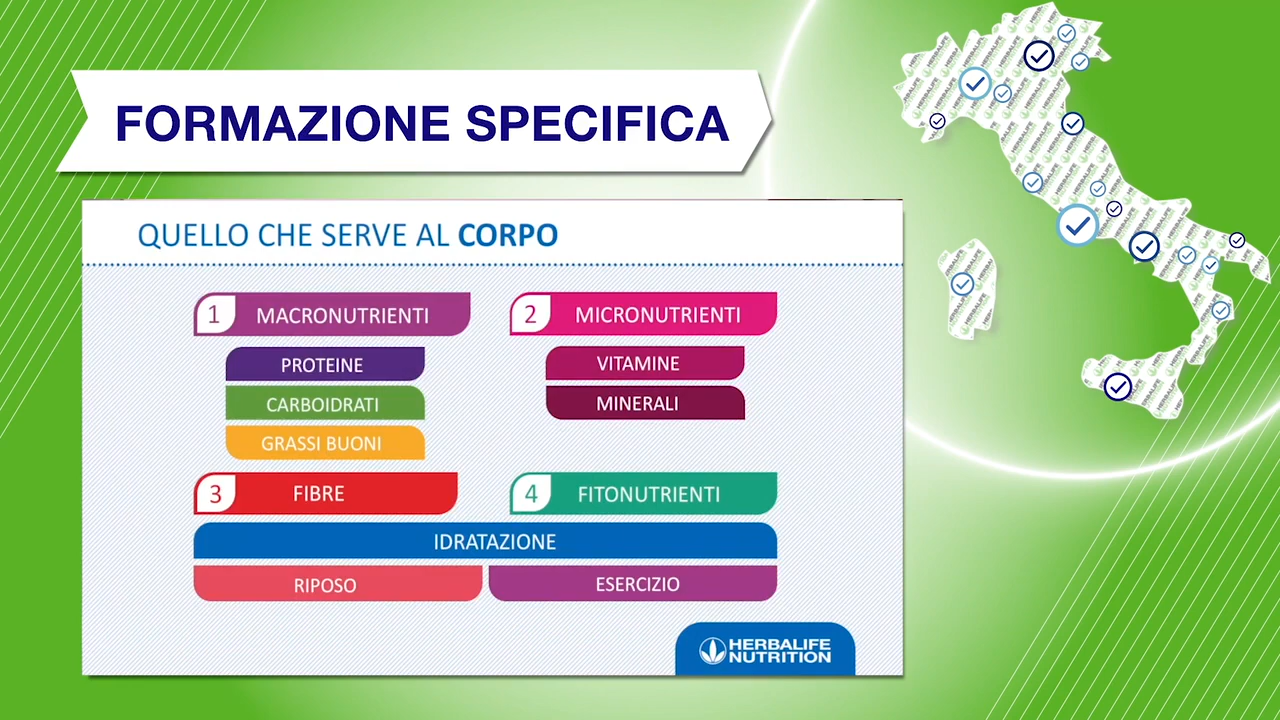 FORMAZIONE SPECIFICA
QUELLO CHE SERVE AL CORPO
1 MACRONUTRIENTI
PROTEINE
CARBOIDRATI
GRASSI BUONI
2 MICRONUTRIENTI
VITAMINE
MINERALI
3 FIBRE
4 FITONUTRIENTI
IDRATAZIONE
RIPOSO
ESERCIZIO
HERBALIFE
NUTRITION